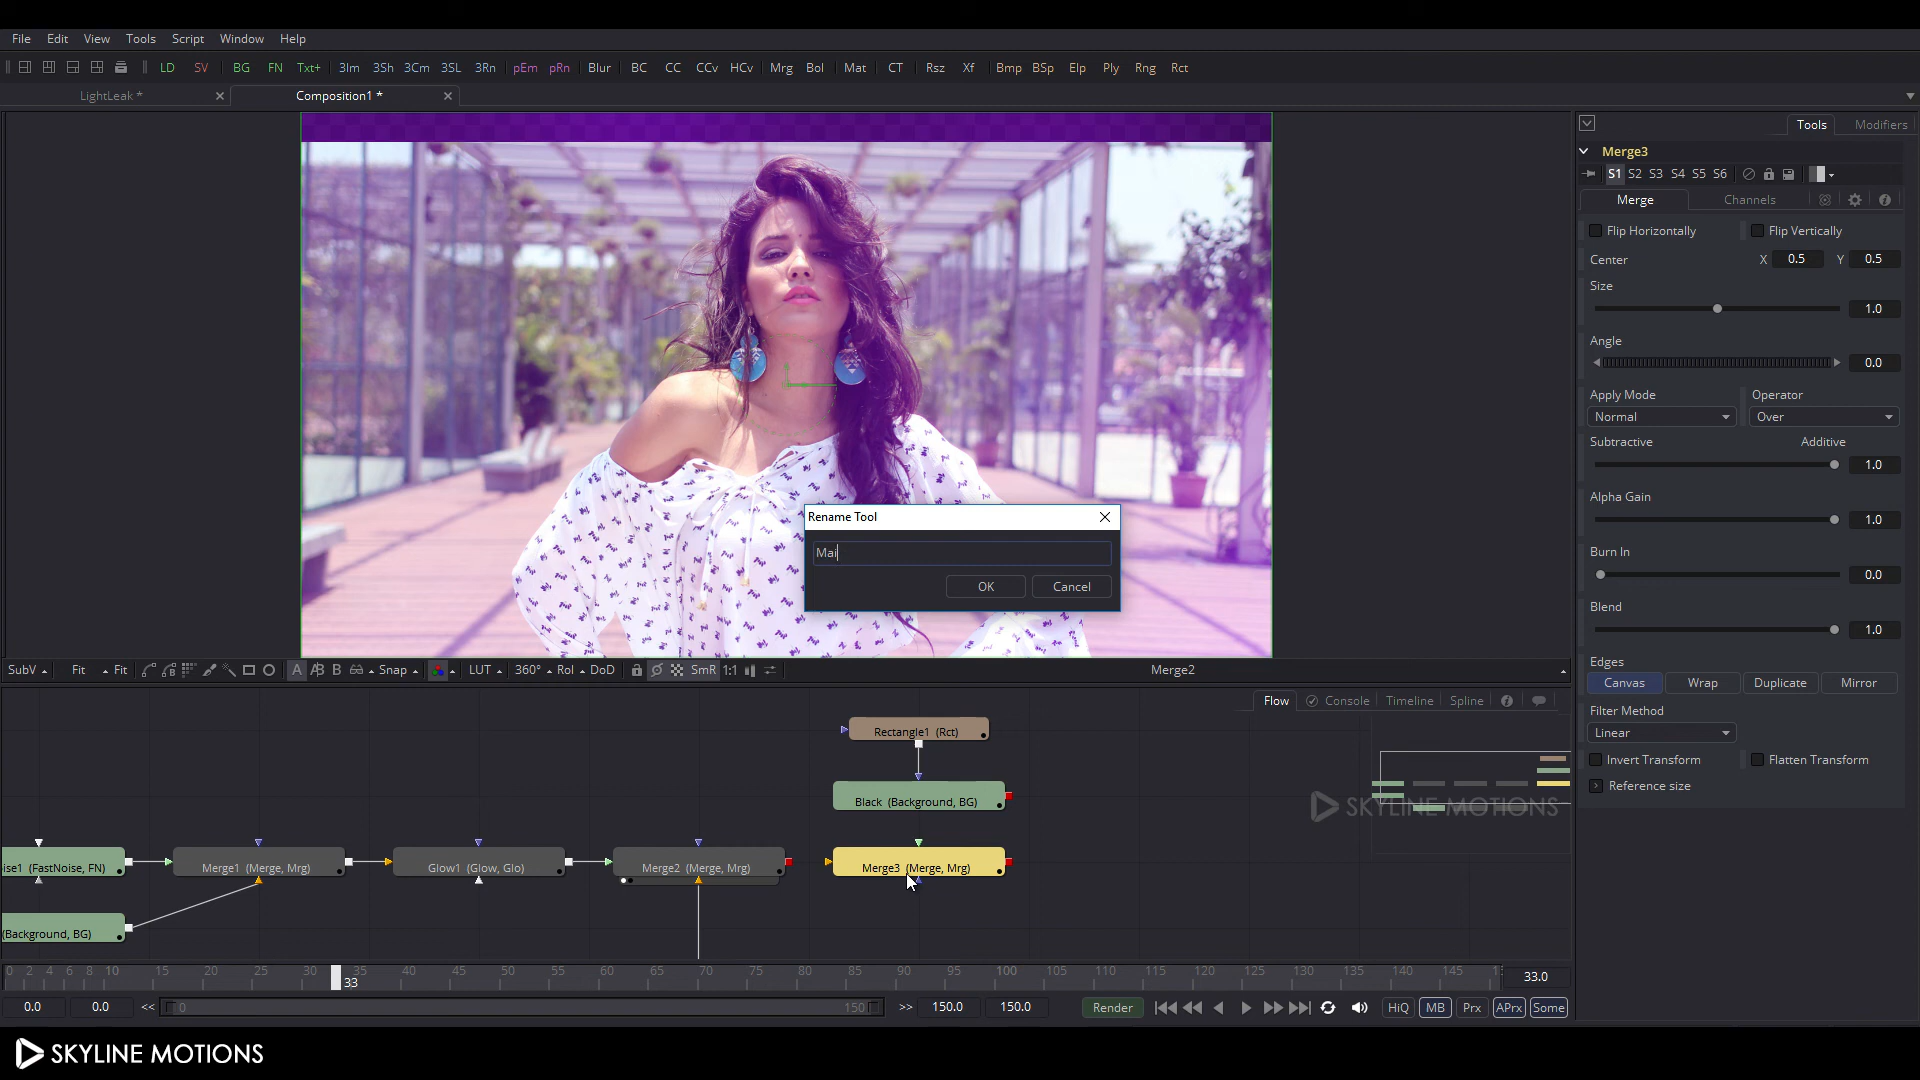 File Edit View Tools Script Window Help
LD SV BG FN Txt+ 3Im 3Sh 3Cm 3SL 3Rn pEm pRn Blur BC CC CCv HCv Mrg Bol Mat CT Rsz Xf Bmp BSp Elp Ply Rng Rct
LightLeak * Composition1 *
Tools Modifiers
Merge3
S1 S2 S3 S4 S5 S6
Merge Channels
Flip Horizontally Flip Vertically
Center X 0.5 Y 0.5
Size
1.0
Angle
0.0
Apply Mode Operator
Normal Over
Subtractive Additive
1.0
Alpha Gain
1.0
Burn In
0.0
Blend
1.0
Edges
Canvas Wrap Duplicate Mirror
Filter Method
Linear
Invert Transform Flatten Transform
Reference size
Rename Tool
Mai
OK Cancel
SubV Fit Fit A A|B B Snap LUT 360° RoI DoD SmR 1:1 Merge2
Flow Console Timeline Spline
Rectangle1 (Rct)
Black (Background, BG)
SKYLINE MOTIONS
ise1 (FastNoise, FN) Merge1 (Merge, Mrg) Glow1 (Glow, Glo) Merge2 (Merge, Mrg) Merge3 (Merge, Mrg)
(Background, BG)
0 2 4 6 8 10 15 20 25 30 35 40 45 50 55 60 65 70 75 80 85 90 95 100 105 110 115 120 125 130 135 140 145
33 33.0
0.0 0.0 << 0 150 >> 150.0 150.0 Render HiQ MB Prx APrx Some
SKYLINE MOTIONS